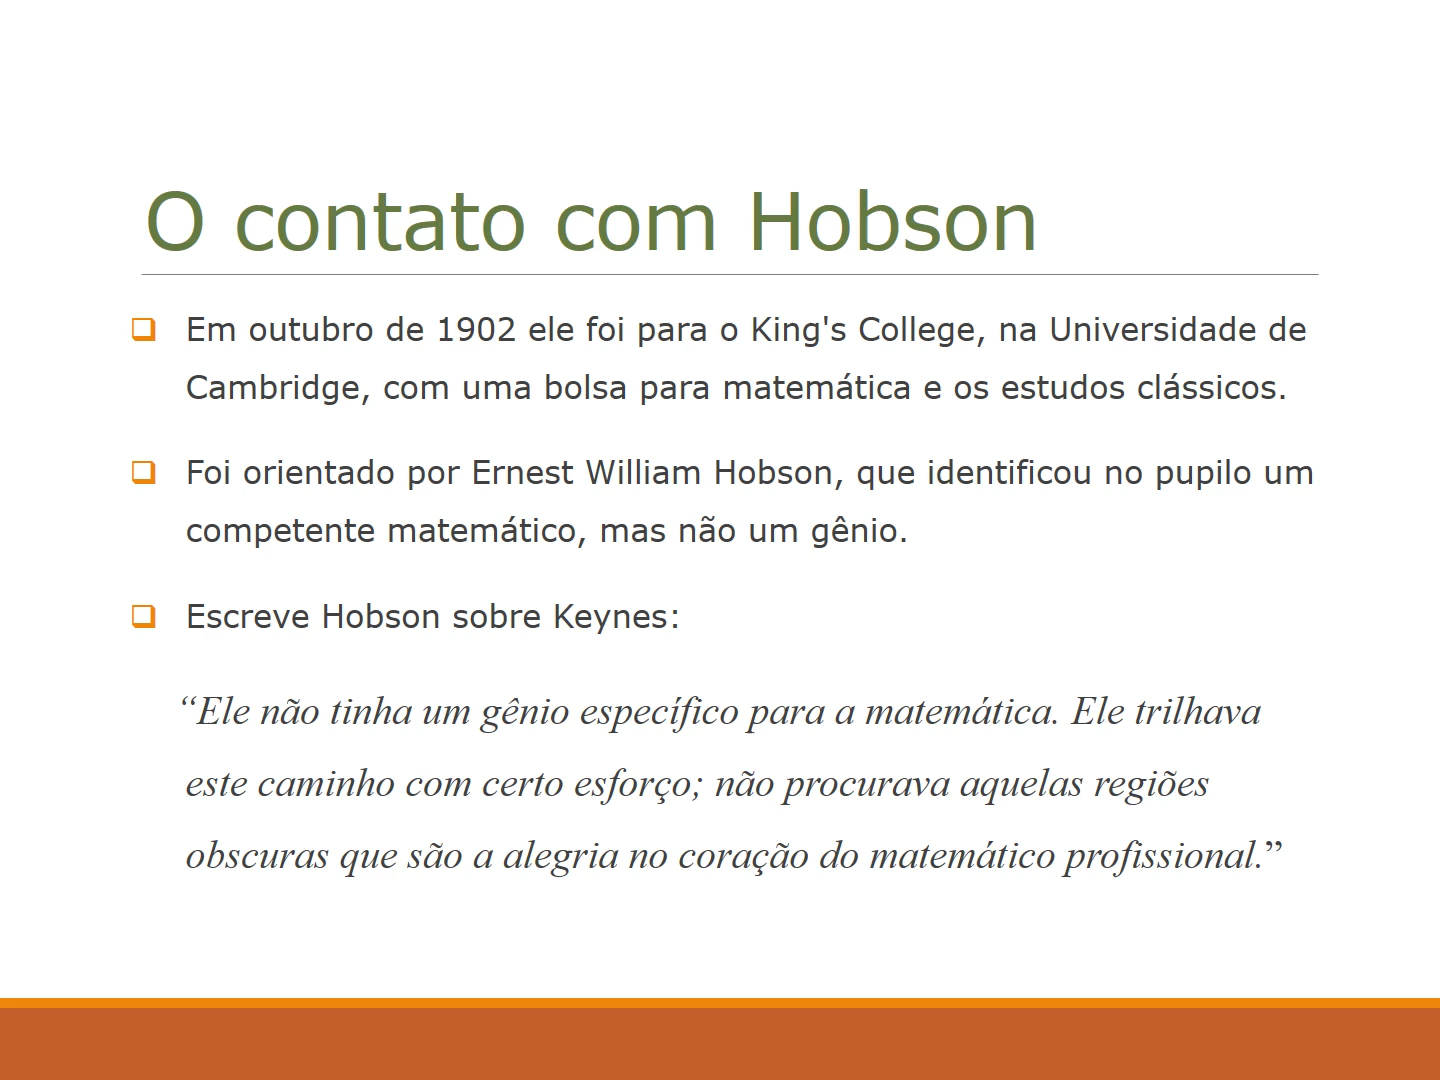 O contato com Hobson
Em outubro de 1902 ele foi para o King's College, na Universidade de
Cambridge, com uma bolsa para matemática e os estudos clássicos.
Foi orientado por Ernest William Hobson, que identificou no pupilo um
competente matemático, mas não um gênio.
Escreve Hobson sobre Keynes:
“Ele não tinha um gênio específico para a matemática. Ele trilhava
este caminho com certo esforço; não procurava aquelas regiões
obscuras que são a alegria no coração do matemático profissional.”